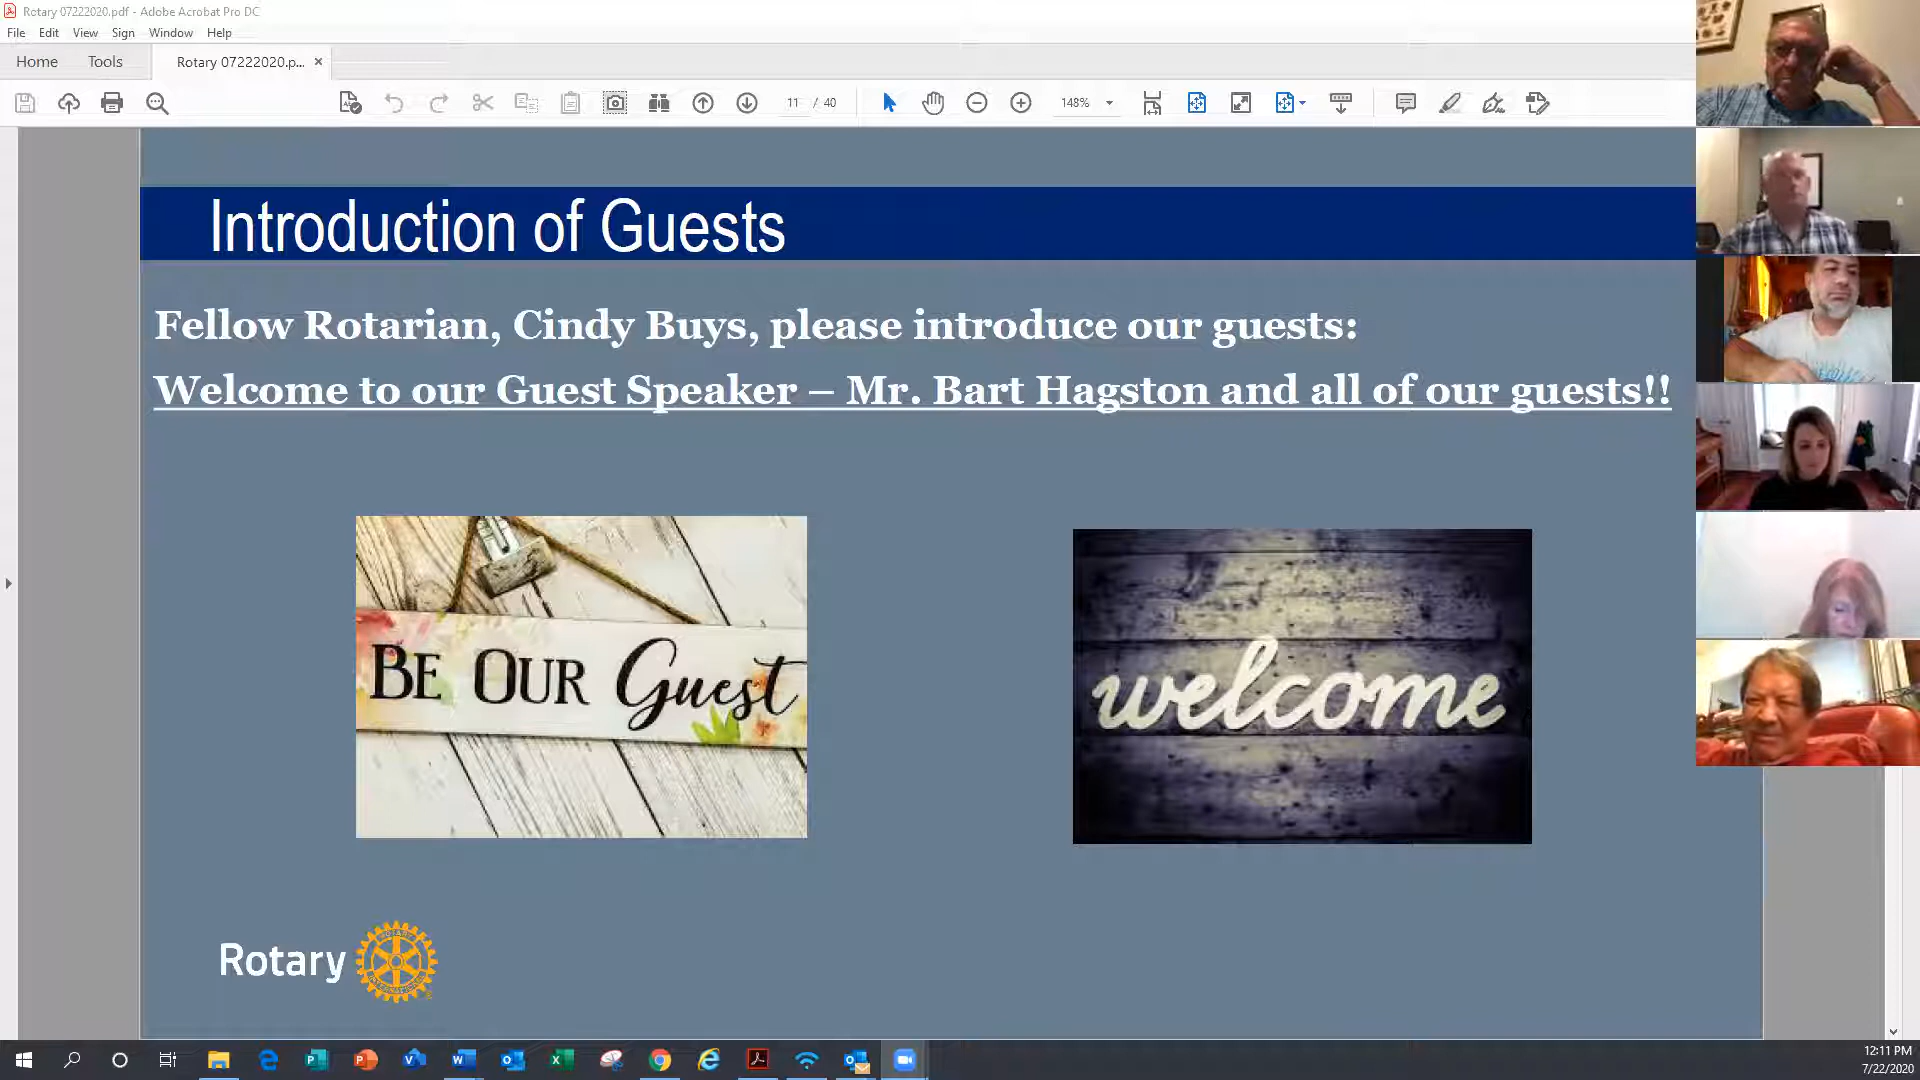 Rotary 07222020.pdf - Adobe Acrobat Pro DC
File Edit View Sign Window Help
Home Tools Rotary 07222020.p... ×
11 / 40 148%
Introduction of Guests
Fellow Rotarian, Cindy Buys, please introduce our guests:
Welcome to our Guest Speaker – Mr. Bart Hagston and all of our guests!!
BE OUR Guest
welcome
Rotary
12:11 PM
7/22/2020